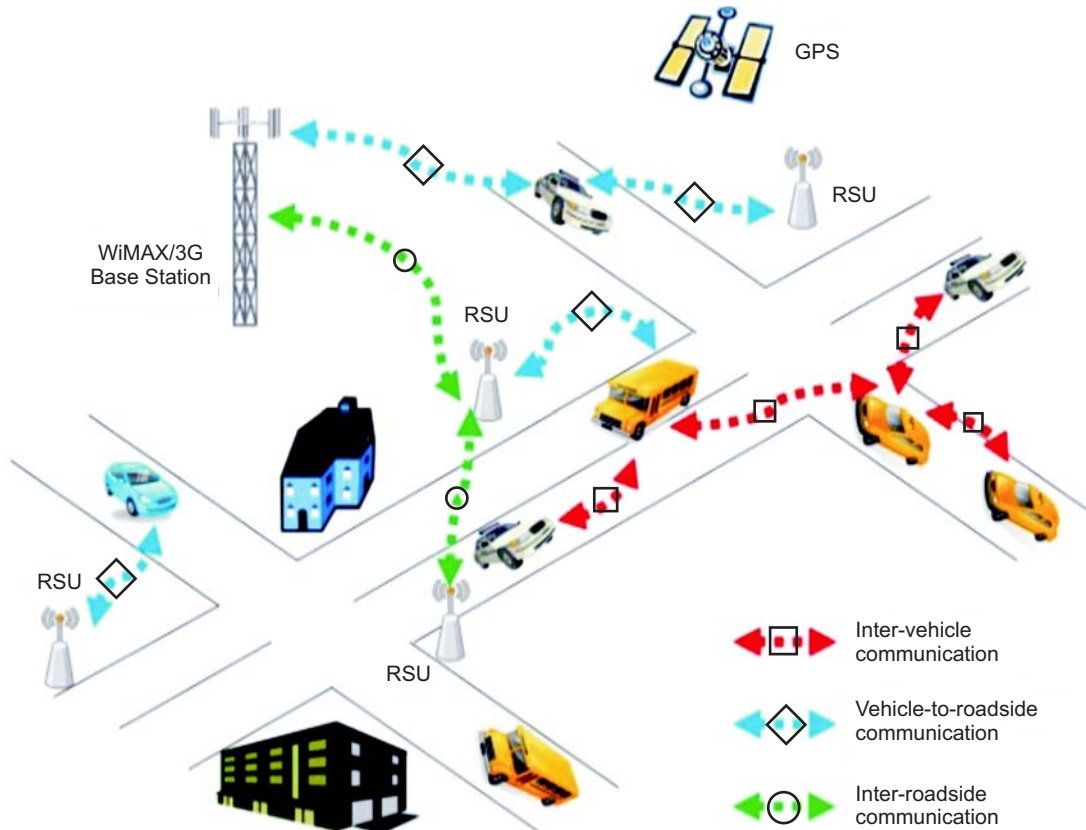 GPS
RSU
WiMAX/3G
Base Station
RSU
RSU
RSU
Inter-vehicle
communication
Vehicle-to-roadside
communication
Inter-roadside
communication